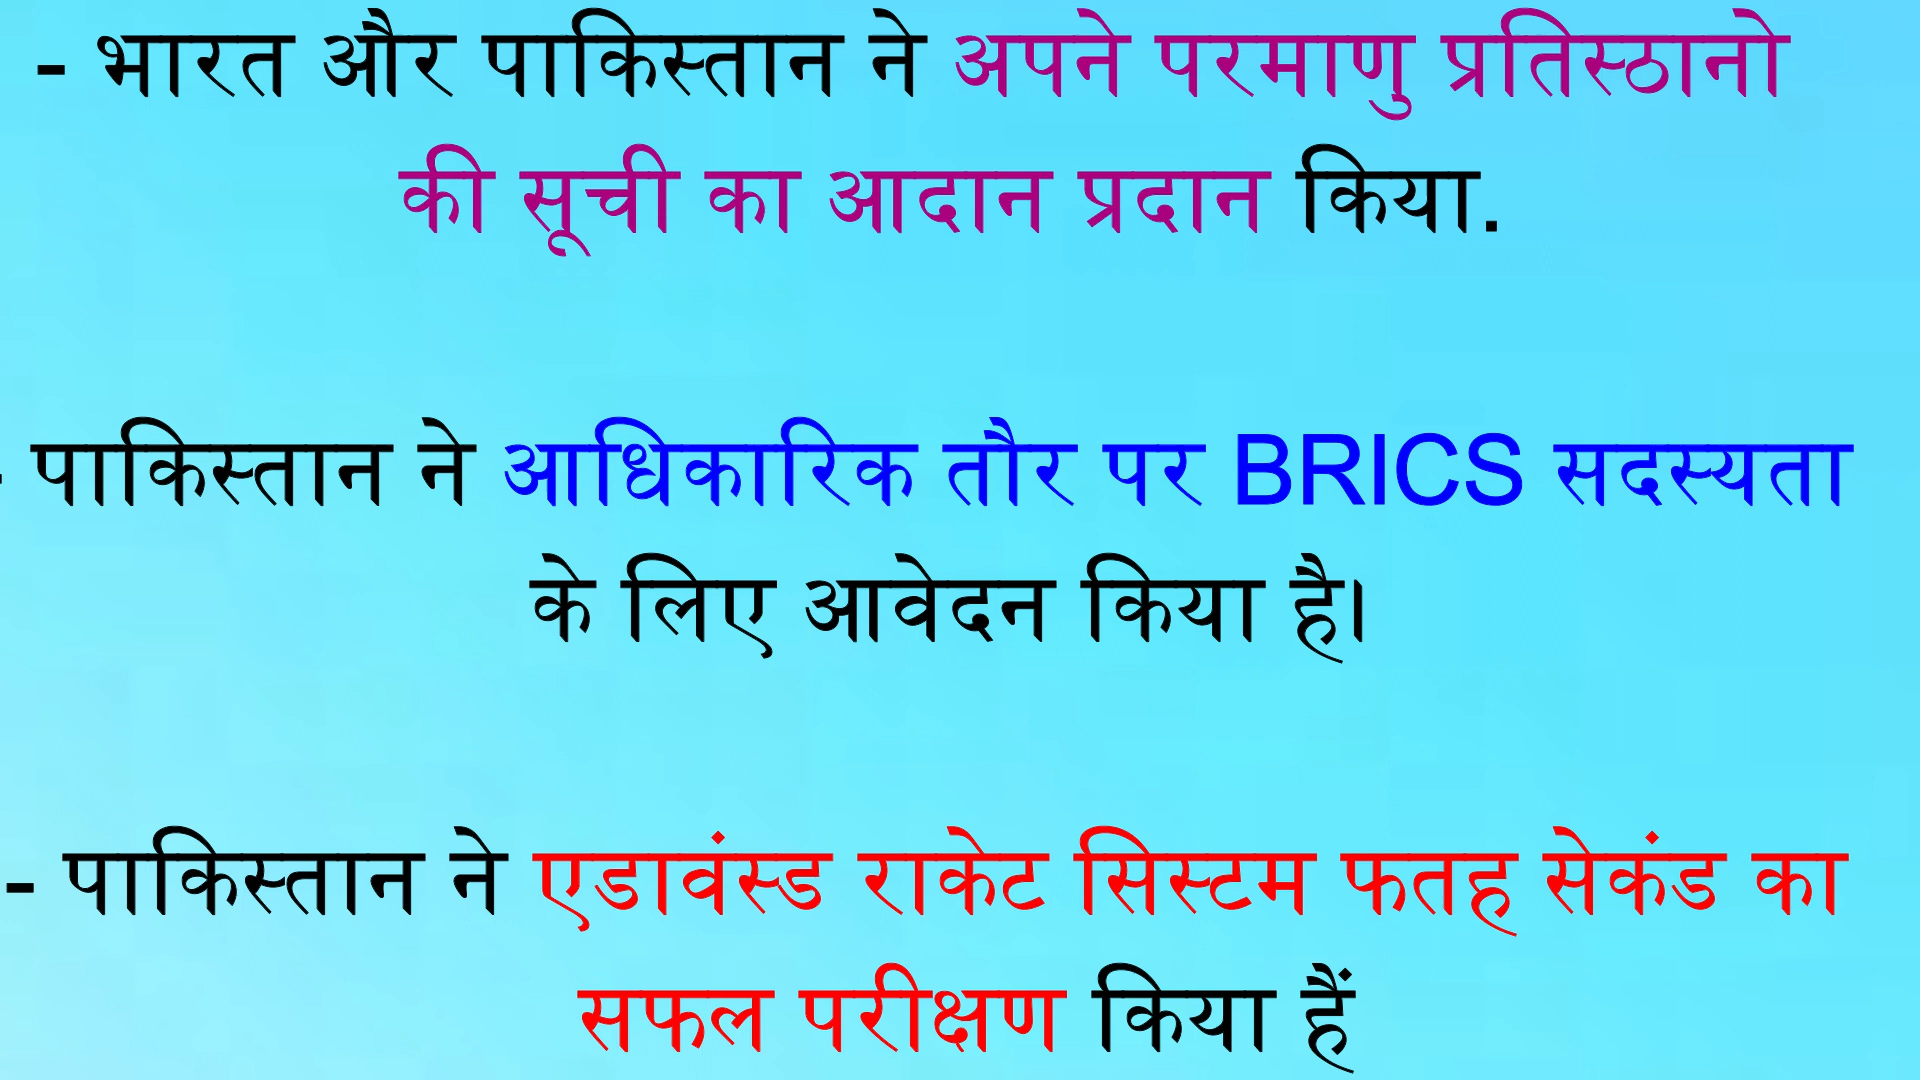 - भारत और पाकिस्तान ने अपने परमाणु प्रतिस्ठानो
की सूची का आदान प्रदान किया.
- पाकिस्तान ने आधिकारिक तौर पर BRICS सदस्यता
के लिए आवेदन किया है।
- पाकिस्तान ने एडावंस्ड राकेट सिस्टम फतह सेकंड का
सफल परीक्षण किया हैं